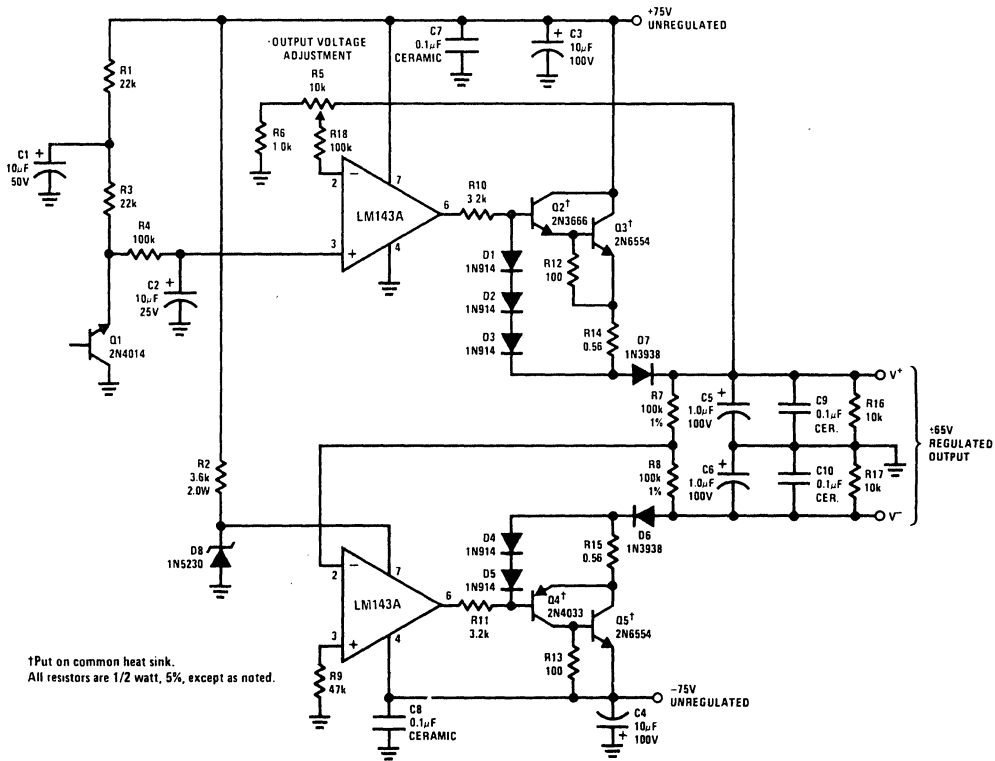 +75V
UNREGULATED
OUTPUT VOLTAGE
ADJUSTMENT
C7
0.1μF
CERAMIC
+
C3
10μF
100V
R1
22k
R5
10k
R6
1 0k
R18
100k
C1
+
10μF
50V
R3
22k
R4
100k
2
−
7
LM143A
6
3
+
4
R10
3 2k
Q2†
2N3666
Q3†
2N6554
D1
1N914
R12
100
C2
+
10μF
25V
D2
1N914
Q1
2N4014
D3
1N914
R14
0.56
D7
1N3938
V+
R7
100k
1%
+
C5
1.0μF
100V
C9
0.1μF
CER.
R16
10k
±65V
REGULATED
OUTPUT
R2
3.6k
2.0W
R8
100k
1%
+
C6
1.0μF
100V
C10
0.1μF
CER.
R17
10k
V−
D8
1N5230
D4
1N914
R15
0.56
D6
1N3938
2
−
7
D5
1N914
LM143A
6
R11
3.2k
Q4†
2N4033
Q5†
2N6554
3
+
4
†Put on common heat sink.
All resistors are 1/2 watt, 5%, except as noted.
R9
47k
R13
100
−75V
UNREGULATED
C8
0.1μF
CERAMIC
C4
10μF
100V
+